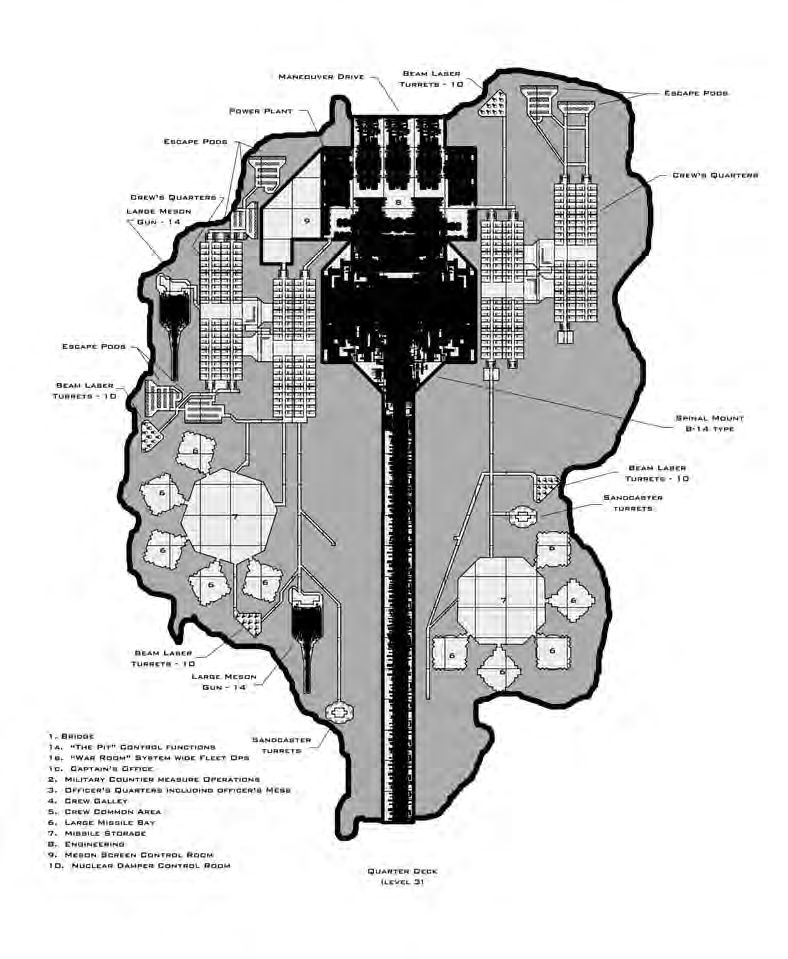 Maneouver Drive
Beam Laser
Turrets - 10
Escape Pods
Power Plant
Escape Pods
Crew's Quarters
8
Crew's Quarters
Large Meson
Gun - 14
9
Escape Pods
Beam Laser
Turrets - 10
Spinal Mount
B-14 type
6
Beam Laser
Turrets - 10
6
Sandcaster
turrets
7
6
6
6
6
6
7
6
Beam Laser
Turrets - 10
6
6
6
Large Meson
Gun - 14
Sandcaster
turrets
1. Bridge
1a. "The Pit" Control functions
1b. "War Room" System wide Fleet Ops
1c. Captain's Office
2. Military Countier measure Operations
3. Officer's Quarters including officer's Mess
4. Crew Galley
5. Crew Common Area
6. Large Missile Bay
7. Missile Storage
8. Engineering
9. Meson Screen Control Room
10. Nuclear Damper Control Room
Quarter Deck
(level 3)